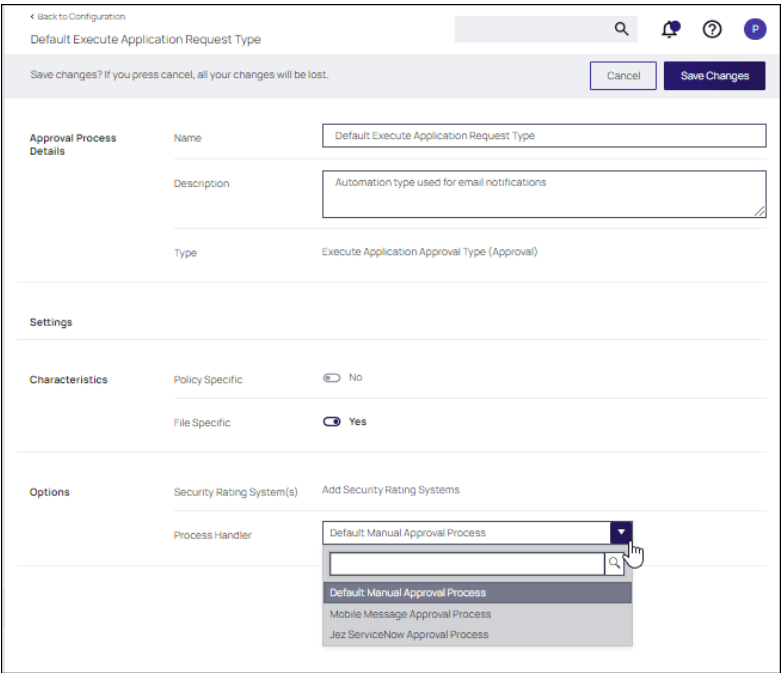 Back to Configuration
Default Execute Application Request Type
P
Save changes? If you press cancel, all your changes will be lost.
Cancel
Save Changes
Approval Process
Details
Name
Default Execute Application Request Type
Description
Automation type used for email notifications
Type
Execute Application Approval Type (Approval)
Settings
Characteristics
Policy Specific
No
File Specific
Yes
Options
Security Rating System(s)
Add Security Rating Systems
Process Handler
Default Manual Approval Process
Default Manual Approval Process
Mobile Message Approval Process
Jez ServiceNow Approval Process